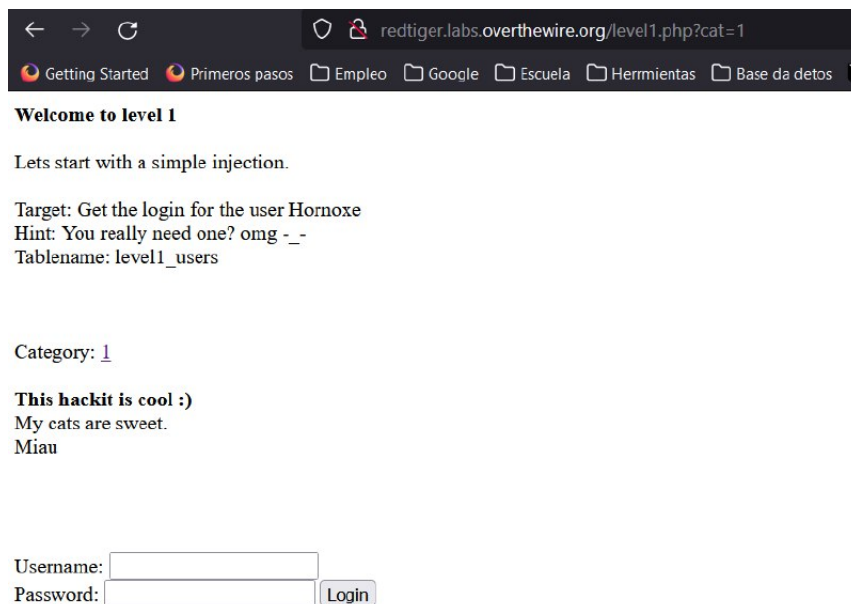 redtiger.labs.overthewire.org/level1.php?cat=1
Getting Started Primeros pasos Empleo Google Escuela Herrmientas Base da detos
Welcome to level 1
Lets start with a simple injection.
Target: Get the login for the user Hornoxe
Hint: You really need one? omg -_-
Tablename: level1_users
Category: 1
This hackit is cool :)
My cats are sweet.
Miau
Username:
Password: Login